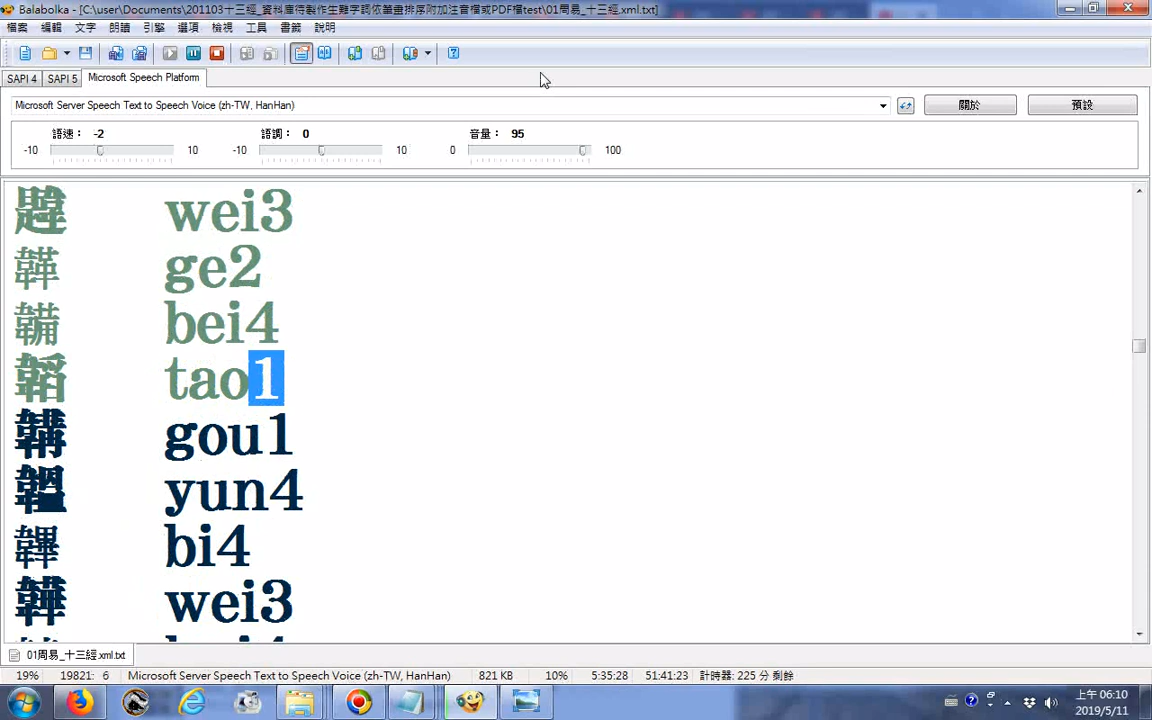 Balabolka - [C:\user\Documents\201103十三經_資料庫待製作生難字詞依筆畫排序附加注音檔或PDF檔test\01周易_十三經.xml.txt]
檔案 編輯 文字 朗讀 引擎 選項 檢視 工具 書籤 說明
SAPI 4 SAPI 5 Microsoft Speech Platform
Microsoft Server Speech Text to Speech Voice (zh-TW, HanHan) 關於 預設
語速： -2 語調： 0 音量： 95
-10 10 -10 10 0 100
韙 wei3
韚 ge2
韛 bei4
韜 tao1
韝 gou1
韞 yun4
韠 bi4
韡 wei3
01周易_十三經.xml.txt
19% 19821: 6 Microsoft Server Speech Text to Speech Voice (zh-TW, HanHan) 821 KB 10% 5:35:28 51:41:23 計時器: 225 分 剩餘
上午 06:10
2019/5/11